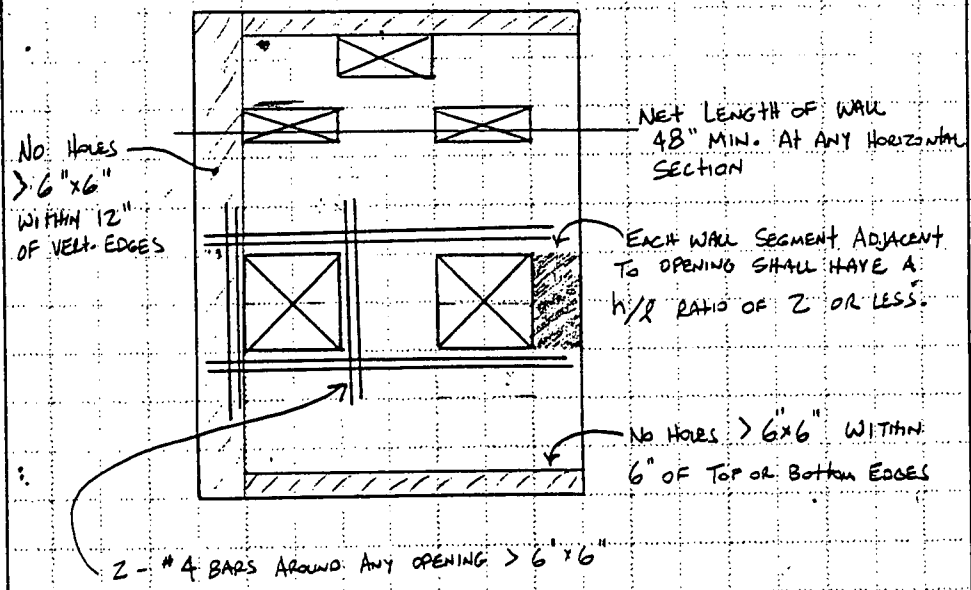 NO HOLES
> 6"x6"
WITHIN 12"
OF VERT. EDGES
NET LENGTH OF WALL
48" MIN. AT ANY HORIZONTAL
SECTION
EACH WALL SEGMENT ADJACENT
TO OPENING SHALL HAVE A
h/l RATIO OF 2 OR LESS.
NO HOLES > 6"x6" WITHIN
6" OF TOP OR BOTTOM EDGES
2 - #4 BARS AROUND ANY OPENING > 6"x6"